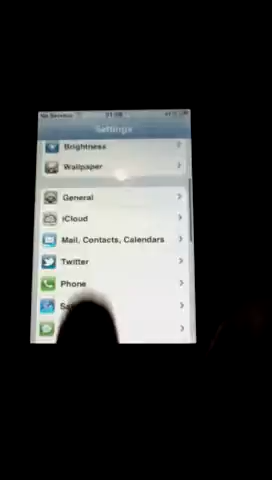 No Service
Settings
Brightness
Wallpaper
General
iCloud
Mail, Contacts, Calendars
Twitter
Phone